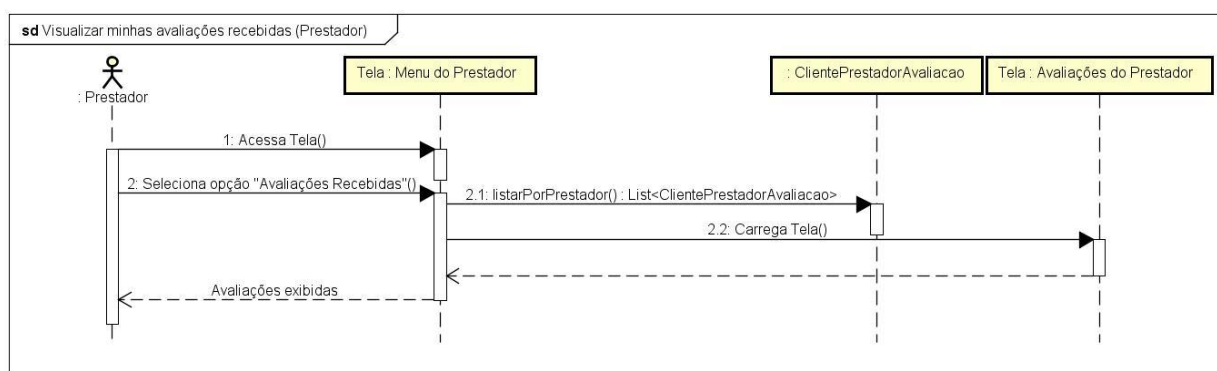 sd Visualizar minhas avaliações recebidas (Prestador)
: Prestador
Tela : Menu do Prestador
: ClientePrestadorAvaliacao
Tela : Avaliações do Prestador
1: Acessa Tela()
2: Seleciona opção "Avaliações Recebidas"()
2.1: listarPorPrestador() : List<ClientePrestadorAvaliacao>
2.2: Carrega Tela()
Avaliações exibidas